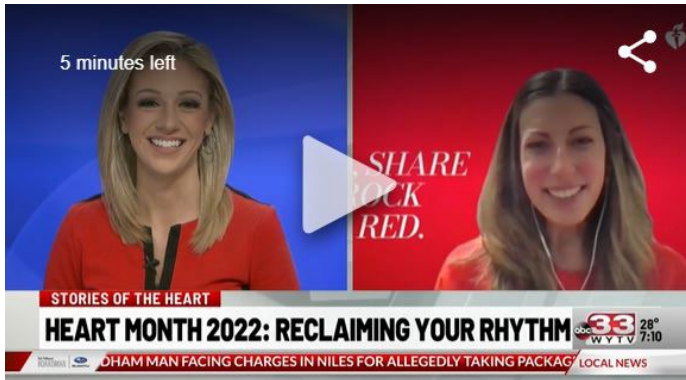 5 minutes left
SHARE
ROCK
RED.
STORIES OF THE HEART
HEART MONTH 2022: RECLAIMING YOUR RHYTHM
abc 33
WYTV
28°
7:10
SUBARU
DHAM MAN FACING CHARGES IN NILES FOR ALLEGEDLY TAKING PACKAG
LOCAL NEWS